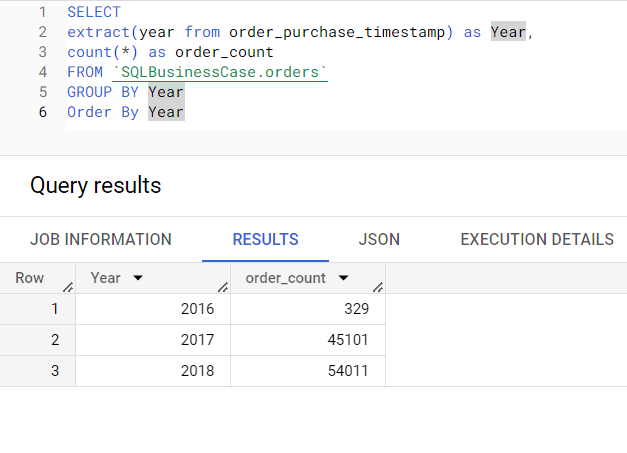 1 SELECT
2 extract(year from order_purchase_timestamp) as Year,
3 count(*) as order_count
4 FROM `SQLBusinessCase.orders`
5 GROUP BY Year
6 Order By Year
Query results
JOB INFORMATION RESULTS JSON EXECUTION DETAILS
Row Year order_count
1 2016 329
2 2017 45101
3 2018 54011